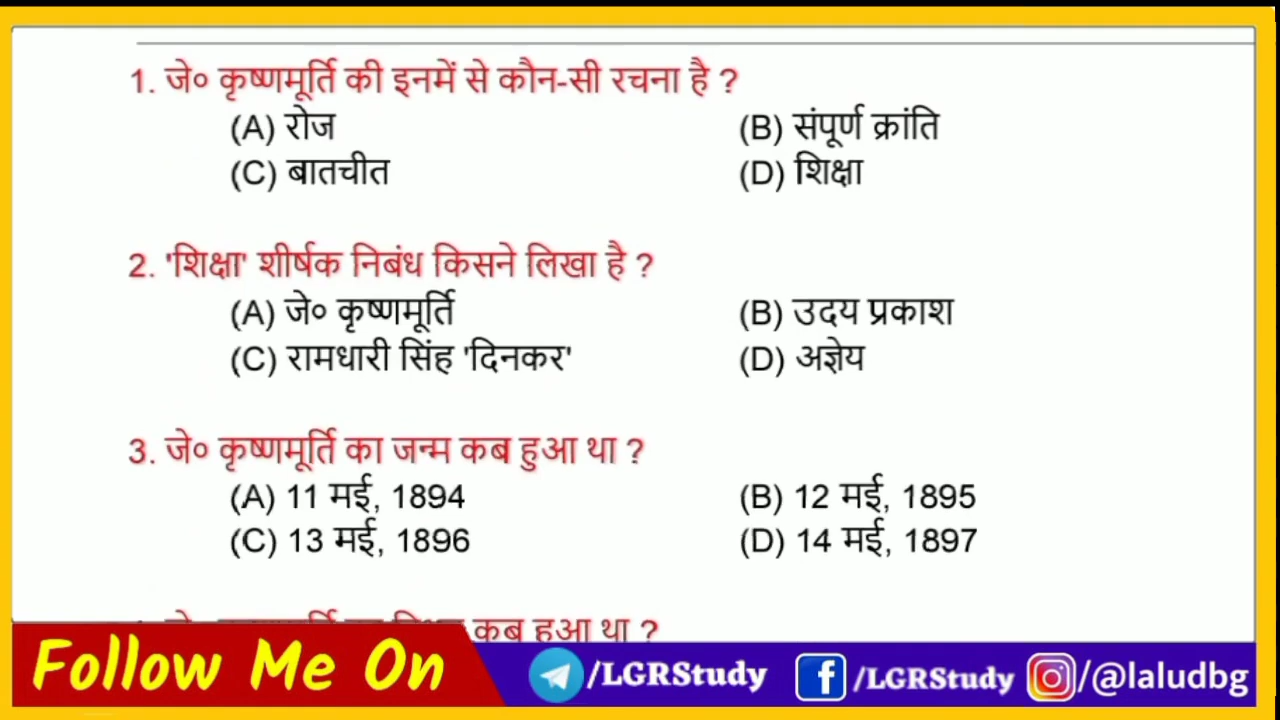 1. जे० कृष्णमूर्ति की इनमें से कौन-सी रचना है ?
(A) रोज (B) संपूर्ण क्रांति
(C) बातचीत (D) शिक्षा
2. 'शिक्षा' शीर्षक निबंध किसने लिखा है ?
(A) जे० कृष्णमूर्ति (B) उदय प्रकाश
(C) रामधारी सिंह 'दिनकर' (D) अज्ञेय
3. जे० कृष्णमूर्ति का जन्म कब हुआ था ?
(A) 11 मई, 1894 (B) 12 मई, 1895
(C) 13 मई, 1896 (D) 14 मई, 1897
कब हुआ था ?
Follow Me On /LGRStudy /LGRStudy /@laludbg